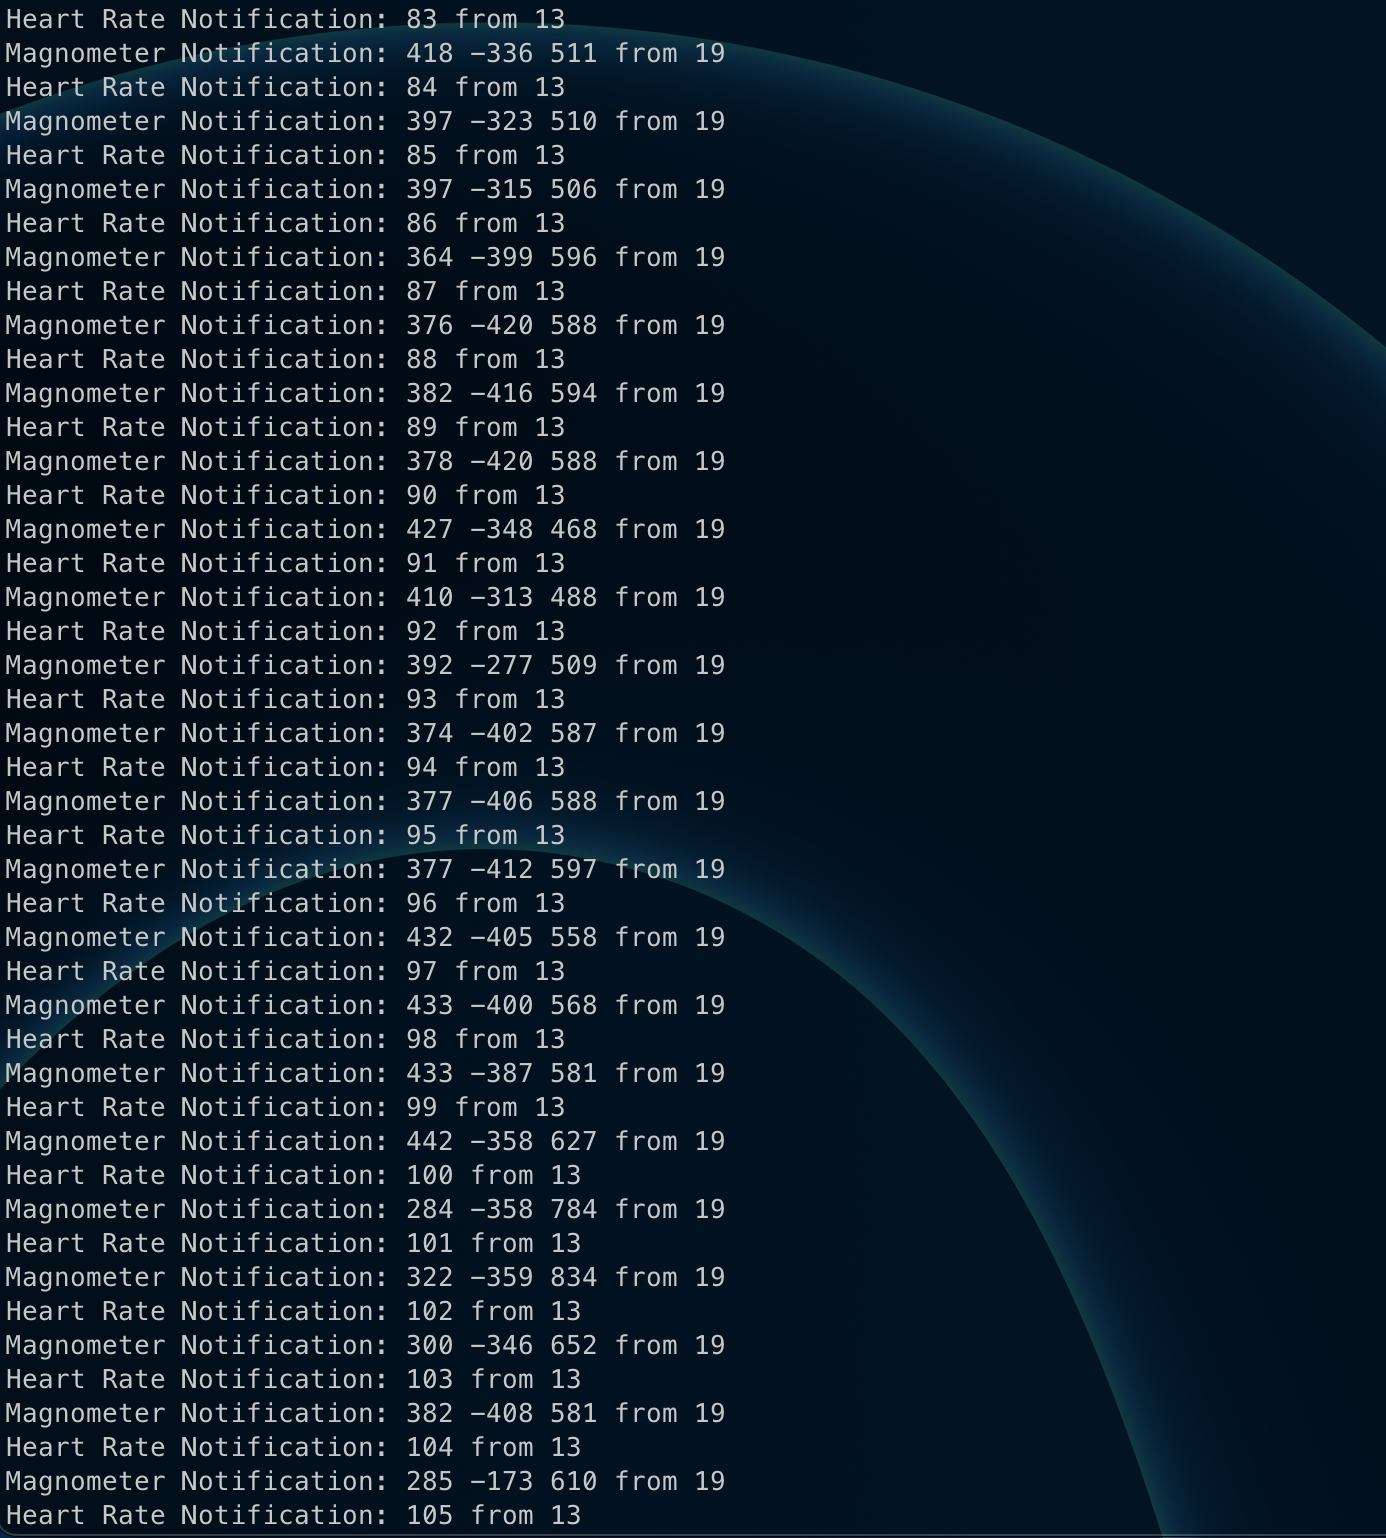 Heart Rate Notification: 83 from 13
Magnometer Notification: 418 -336 511 from 19
Heart Rate Notification: 84 from 13
Magnometer Notification: 397 -323 510 from 19
Heart Rate Notification: 85 from 13
Magnometer Notification: 397 -315 506 from 19
Heart Rate Notification: 86 from 13
Magnometer Notification: 364 -399 596 from 19
Heart Rate Notification: 87 from 13
Magnometer Notification: 376 -420 588 from 19
Heart Rate Notification: 88 from 13
Magnometer Notification: 382 -416 594 from 19
Heart Rate Notification: 89 from 13
Magnometer Notification: 378 -420 588 from 19
Heart Rate Notification: 90 from 13
Magnometer Notification: 427 -348 468 from 19
Heart Rate Notification: 91 from 13
Magnometer Notification: 410 -313 488 from 19
Heart Rate Notification: 92 from 13
Magnometer Notification: 392 -277 509 from 19
Heart Rate Notification: 93 from 13
Magnometer Notification: 374 -402 587 from 19
Heart Rate Notification: 94 from 13
Magnometer Notification: 377 -406 588 from 19
Heart Rate Notification: 95 from 13
Magnometer Notification: 377 -412 597 from 19
Heart Rate Notification: 96 from 13
Magnometer Notification: 432 -405 558 from 19
Heart Rate Notification: 97 from 13
Magnometer Notification: 433 -400 568 from 19
Heart Rate Notification: 98 from 13
Magnometer Notification: 433 -387 581 from 19
Heart Rate Notification: 99 from 13
Magnometer Notification: 442 -358 627 from 19
Heart Rate Notification: 100 from 13
Magnometer Notification: 284 -358 784 from 19
Heart Rate Notification: 101 from 13
Magnometer Notification: 322 -359 834 from 19
Heart Rate Notification: 102 from 13
Magnometer Notification: 300 -346 652 from 19
Heart Rate Notification: 103 from 13
Magnometer Notification: 382 -408 581 from 19
Heart Rate Notification: 104 from 13
Magnometer Notification: 285 -173 610 from 19
Heart Rate Notification: 105 from 13